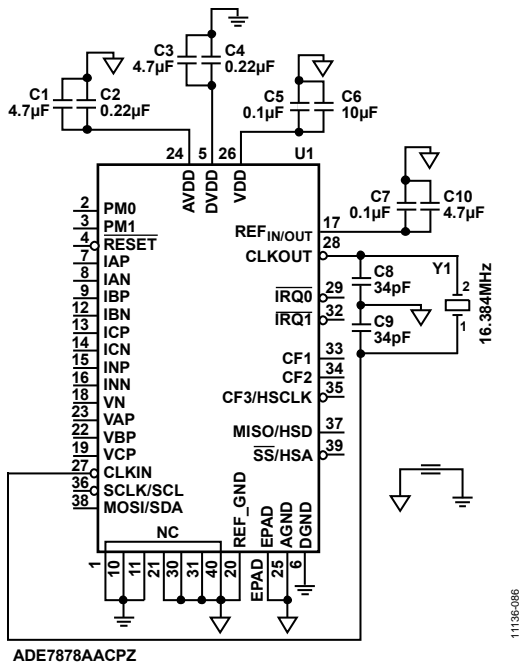 C3
4.7µF
C4
0.22µF
C1
4.7µF
C2
0.22µF
C5
0.1µF
C6
10µF
24
5
26
U1
AVDD
DVDD
VDD
C7
0.1µF
C10
4.7µF
2 PM0
3 PM1
4 RESET
7 IAP
8 IAN
9 IBP
12 IBN
13 ICP
14 ICN
15 INP
16 INN
18 VN
23 VAP
22 VBP
19 VCP
27 CLKIN
36 SCLK/SCL
38 MOSI/SDA
REFIN/OUT 17
CLKOUT 28
IRQ0 29
IRQ1 32
CF1 33
CF2 34
CF3/HSCLK 35
MISO/HSD 37
SS/HSA 39
C8
34pF
C9
34pF
Y1
2
1
16.384MHz
NC
REF_GND
EPAD
AGND
DGND
1
10
11
21
30
31
40
20
EPAD
25
6
ADE7878AACPZ
11136-086